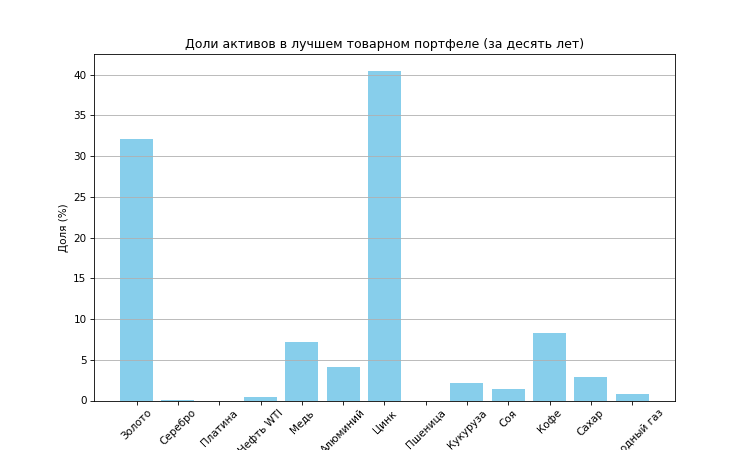 Доли активов в лучшем товарном портфеле (за десять лет)
Доля (%)
40
35
30
25
20
15
10
5
0
Золото
Серебро
Платина
Нефть WTI
Медь
Алюминий
Цинк
Пшеница
Кукуруза
Соя
Кофе
Сахар
газ